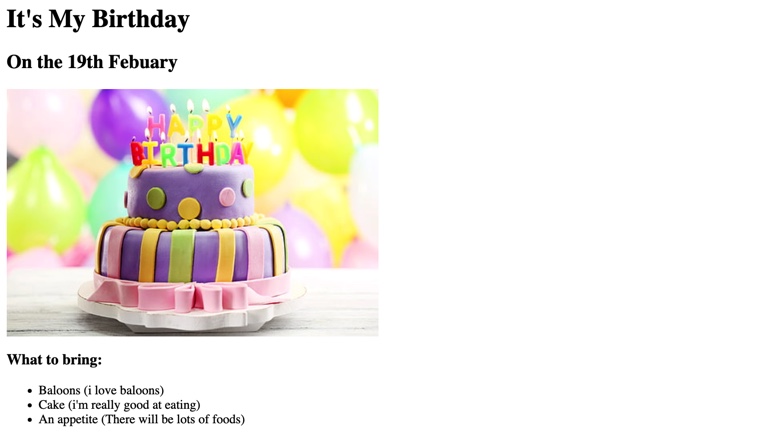 It's My Birthday
On the 19th Febuary
HAPPY
BIRTHDAY
What to bring:
Baloons (i love baloons)
Cake (i'm really good at eating)
An appetite (There will be lots of foods)